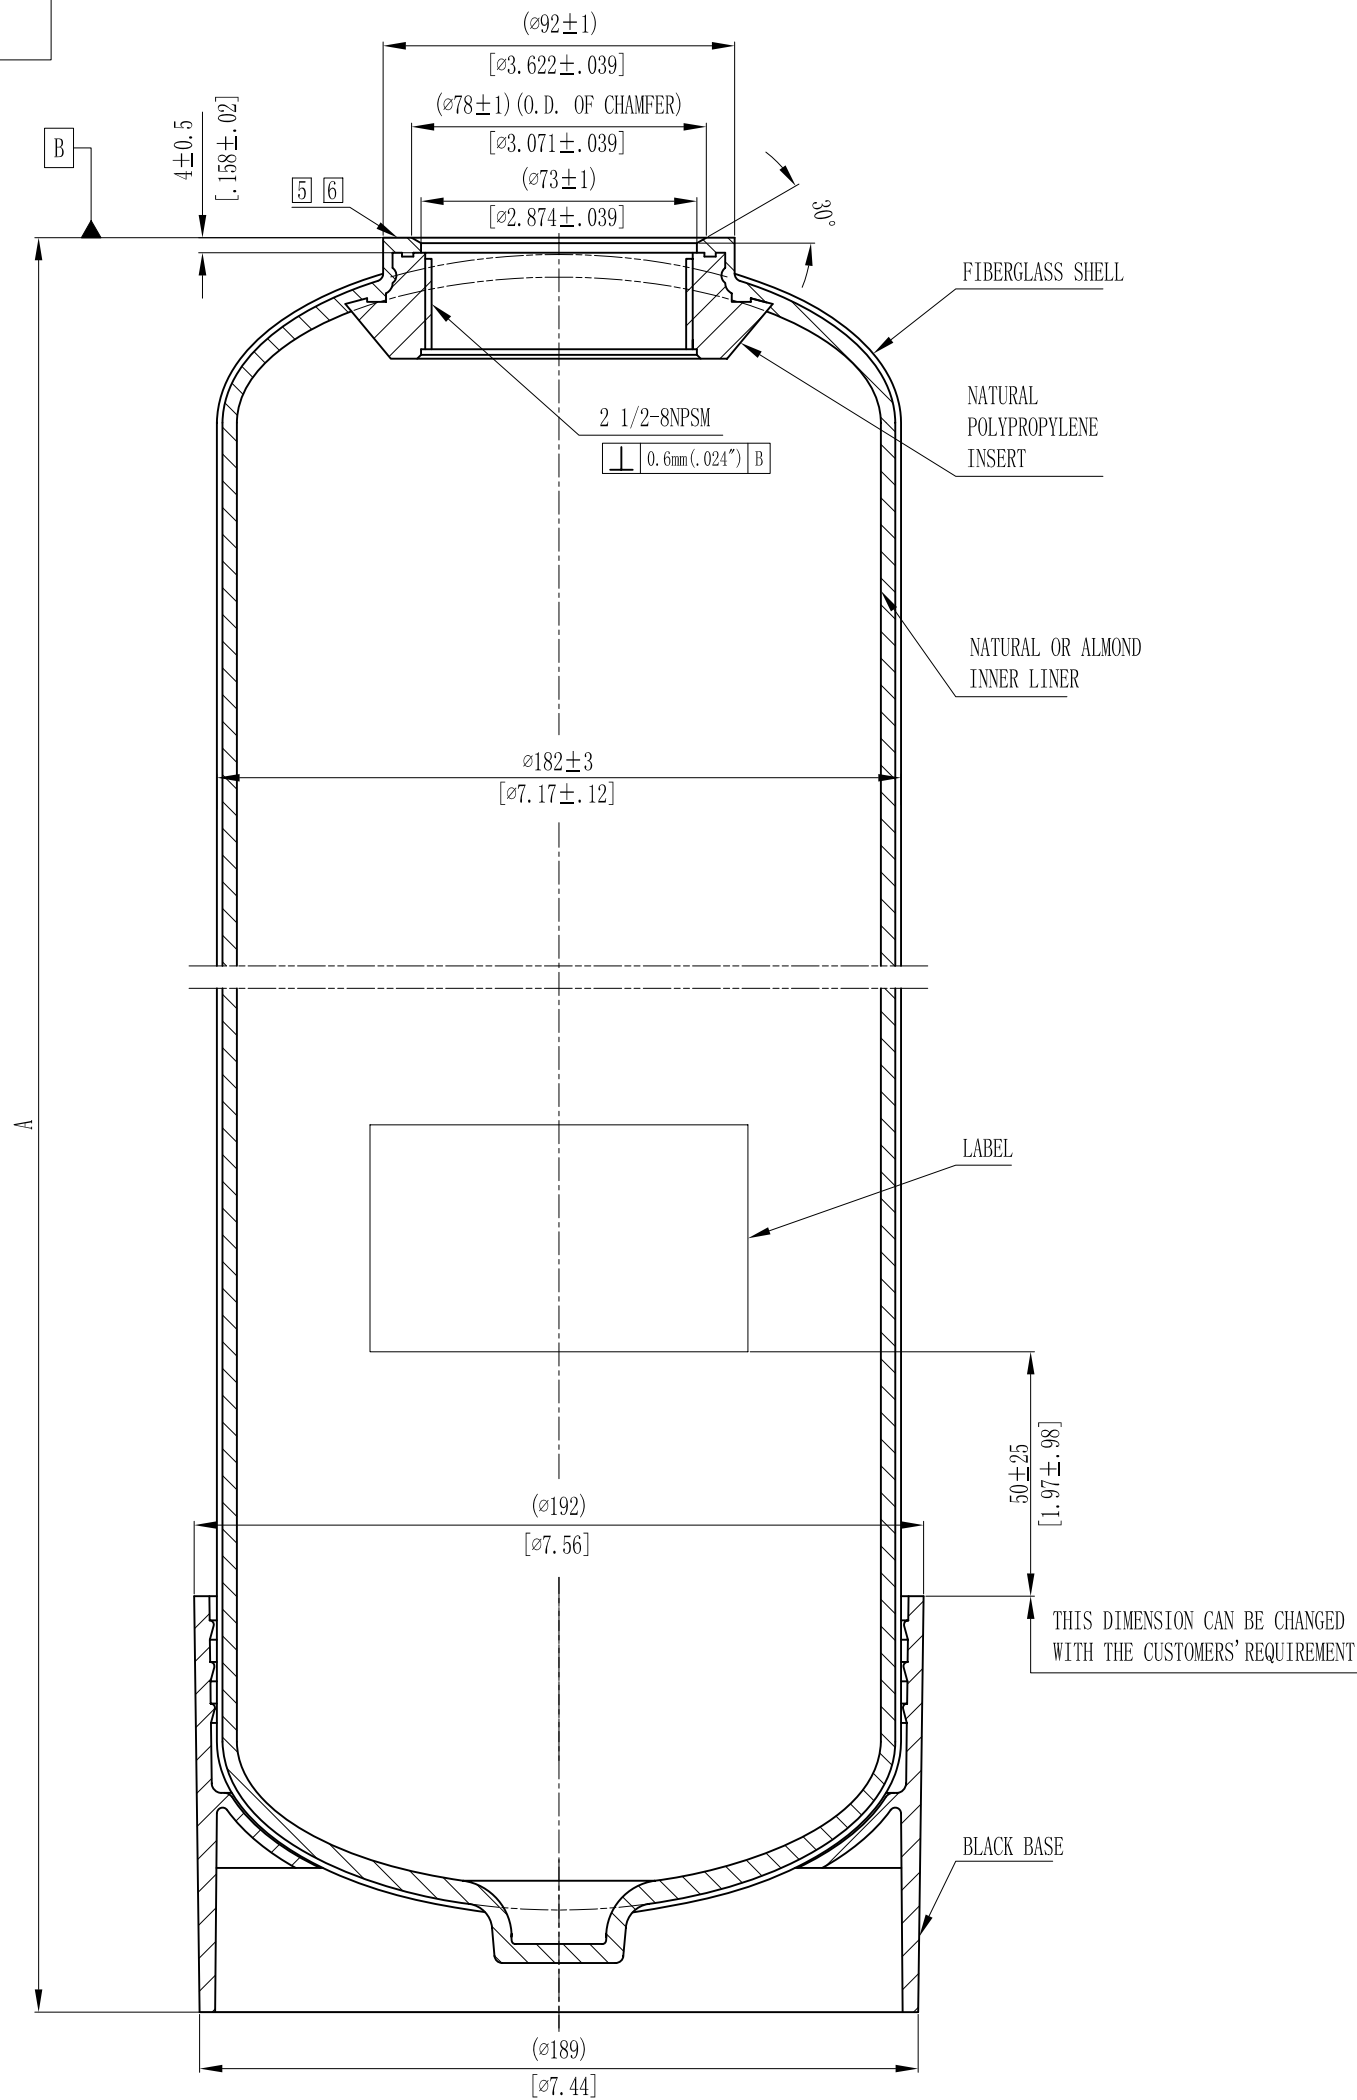 (⌀92±1)
[⌀3.622±.039]
(⌀78±1)(O.D. OF CHAMFER)
[⌀3.071±.039]
(⌀73±1)
[⌀2.874±.039]
B
4±0.5
[.158±.02]
5 6
30°
FIBERGLASS SHELL
NATURAL
POLYPROPYLENE
INSERT
2 1/2-8NPSM
⊥ 0.6mm(.024″) B
NATURAL OR ALMOND
INNER LINER
⌀182±3
[⌀7.17±.12]
A
LABEL
50±25
[1.97±.98]
(⌀192)
[⌀7.56]
THIS DIMENSION CAN BE CHANGED
WITH THE CUSTOMERS' REQUIREMENT
BLACK BASE
(⌀189)
[⌀7.44]